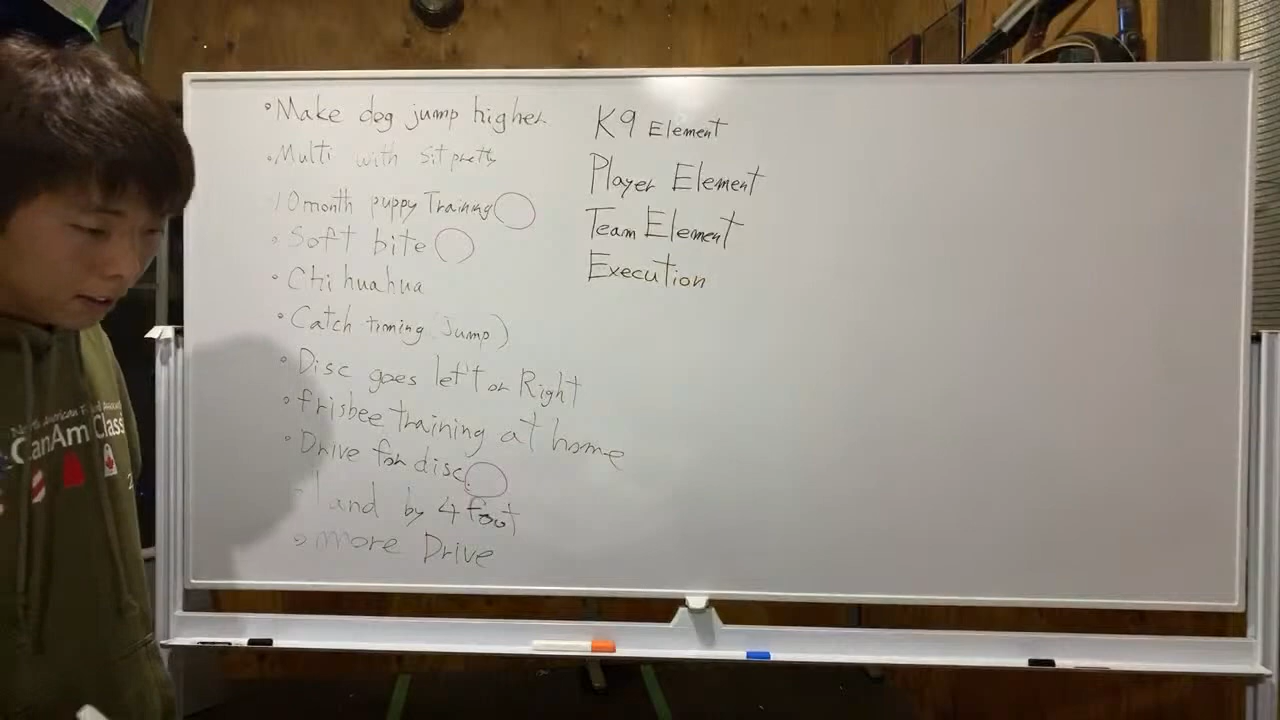 • Make dog jump higher
• Multi with sit pretty
10 month puppy Training
• Soft bite
• Chihuahua
• Catch timing (Jump)
• Disc goes left or Right
• frisbee training at home
• Drive for disc
- land by 4 foot
• more Drive
K9 Element
Player Element
Team Element
Execution
CanAm Classic